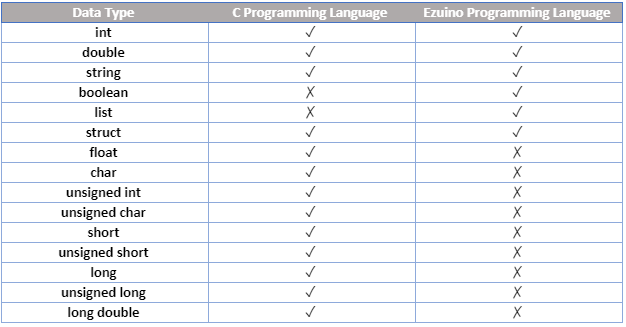 Data Type C Programming Language Ezuino Programming Language
int ✓ ✓
double ✓ ✓
string ✓ ✓
boolean ✗ ✓
list ✗ ✓
struct ✓ ✓
float ✓ ✗
char ✓ ✗
unsigned int ✓ ✗
unsigned char ✓ ✗
short ✓ ✗
unsigned short ✓ ✗
long ✓ ✗
unsigned long ✓ ✗
long double ✓ ✗